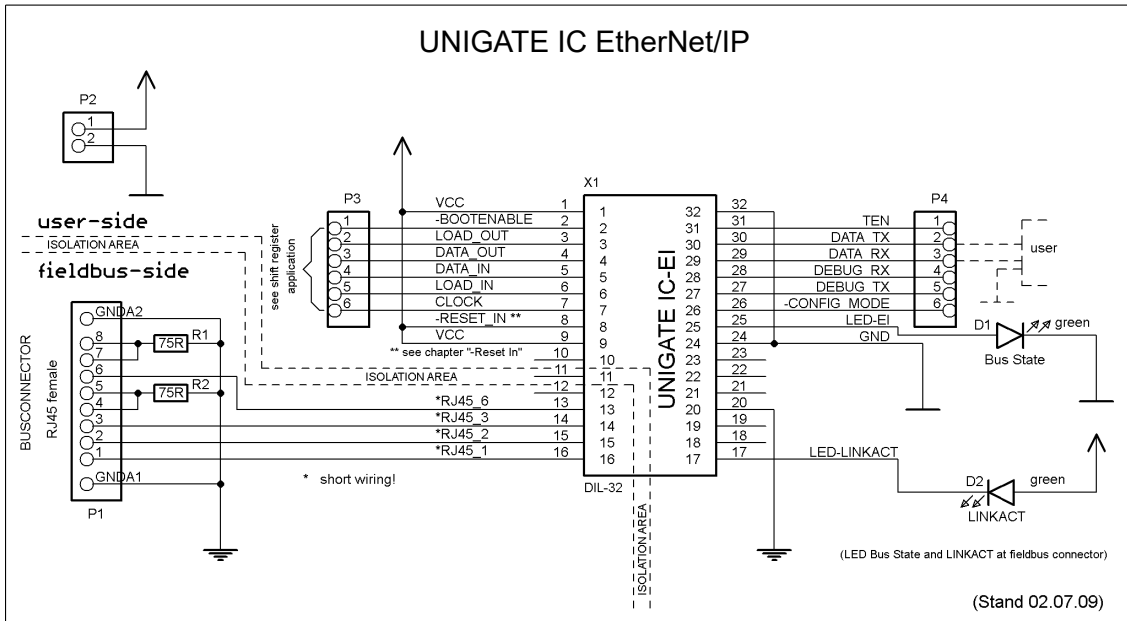 UNIGATE IC EtherNet/IP
P2
1
2
user-side
ISOLATION AREA
fieldbus-side
BUSCONNECTOR
RJ45 female
GNDA2
8
7
6
5
4
3
2
1
GNDA1
P1
75R
R1
75R
R2
see shift register
application
P3
1
2
3
4
5
6
VCC 1
-BOOTENABLE 2
LOAD_OUT 3
DATA_OUT 4
DATA_IN 5
LOAD_IN 6
CLOCK 7
-RESET_IN ** 8
VCC 9
** see chapter "-Reset In" 10
ISOLATION AREA 11
12
*RJ45_6 13
*RJ45_3 14
*RJ45_2 15
*RJ45_1 16
* short wiring!
X1
1 32
2 31
3 30
4 29
5 28
6 27
7 26
8 25
9 24
10 23
11 22
12 21
13 20
14 19
15 18
16 17
UNIGATE IC-EI
DIL-32
ISOLATION AREA
32
31 TEN
30 DATA_TX
29 DATA_RX
28 DEBUG_RX
27 DEBUG_TX
26 -CONFIG_MODE
25 LED-EI
24 GND
23
22
21
20
19
18
17 LED-LINKACT
P4
1
2
3
4
5
6
user
D1
green
Bus State
D2
green
LINKACT
(LED Bus State and LINKACT at fieldbus connector)
(Stand 02.07.09)